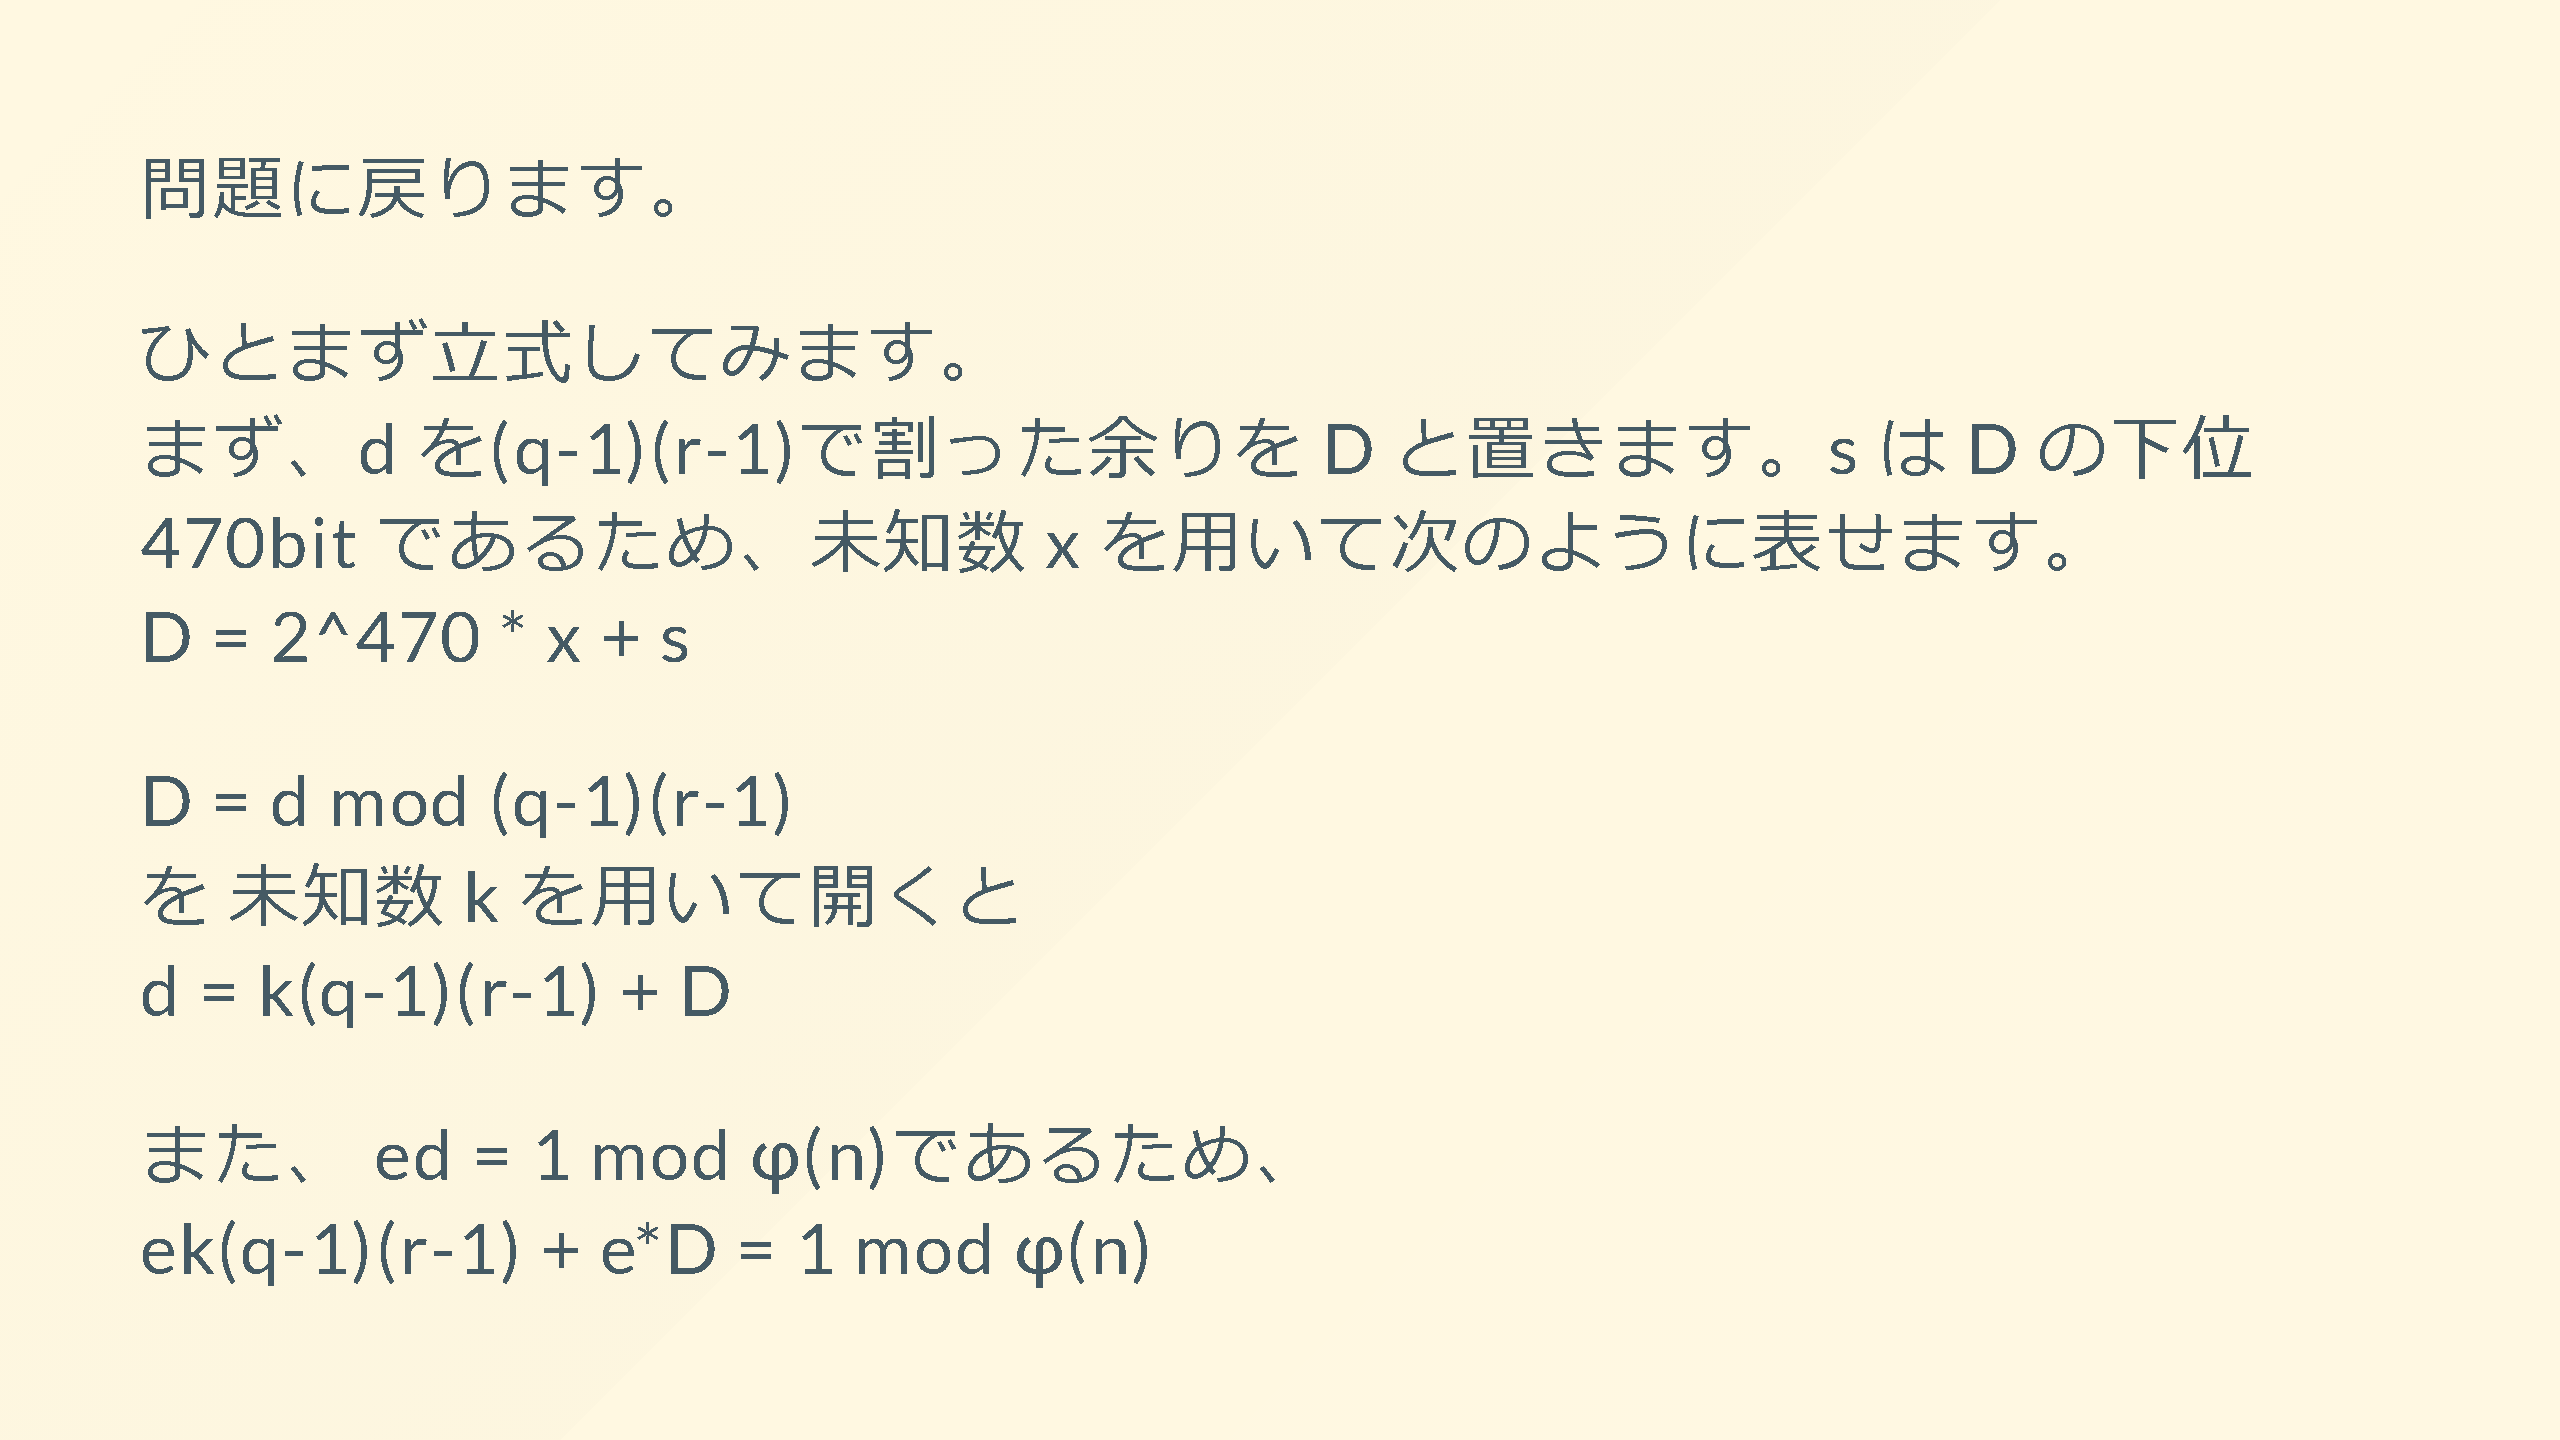 問題に戻ります。
ひとまず立式してみます。
まず、d を(q-1)(r-1)で割った余りを D と置きます。s は D の下位
470bit であるため、未知数 x を用いて次のように表せます。
D = 2^470 * x + s
D = d mod (q-1)(r-1)
を 未知数 k を用いて開くと
d = k(q-1)(r-1) + D
また、 ed = 1 mod φ(n)であるため、
ek(q-1)(r-1) + e*D = 1 mod φ(n)